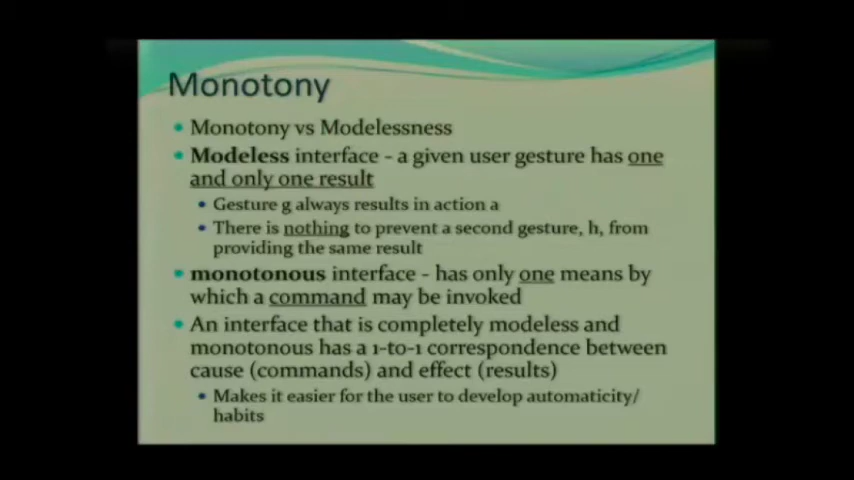 Monotony
• Monotony vs Modelessness
• Modeless interface - a given user gesture has one
and only one result
• Gesture g always results in action a
• There is nothing to prevent a second gesture, h, from
providing the same result
• monotonous interface - has only one means by
which a command may be invoked
• An interface that is completely modeless and
monotonous has a 1-to-1 correspondence between
cause (commands) and effect (results)
• Makes it easier for the user to develop automaticity/
habits